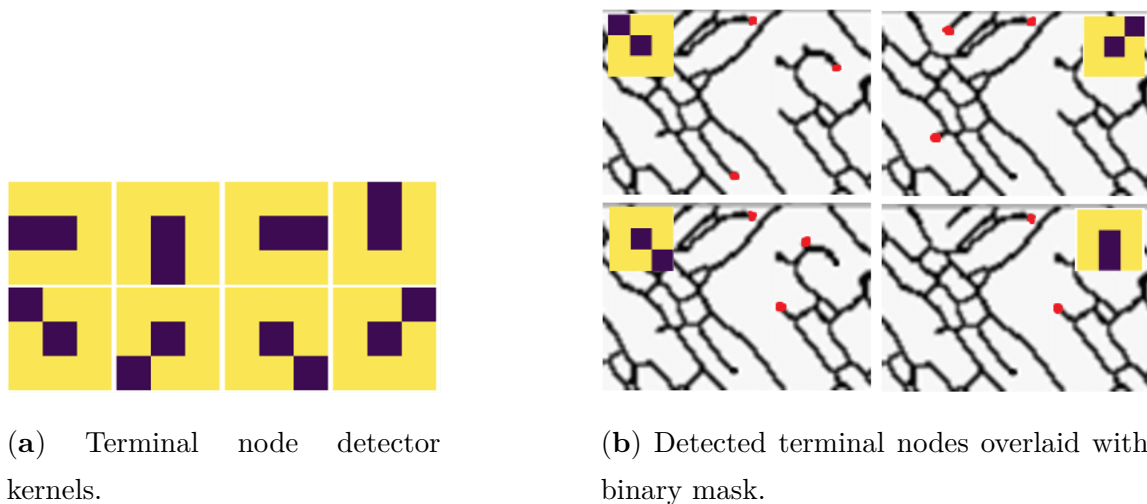 (a) Terminal node detector
kernels.
(b) Detected terminal nodes overlaid with
binary mask.